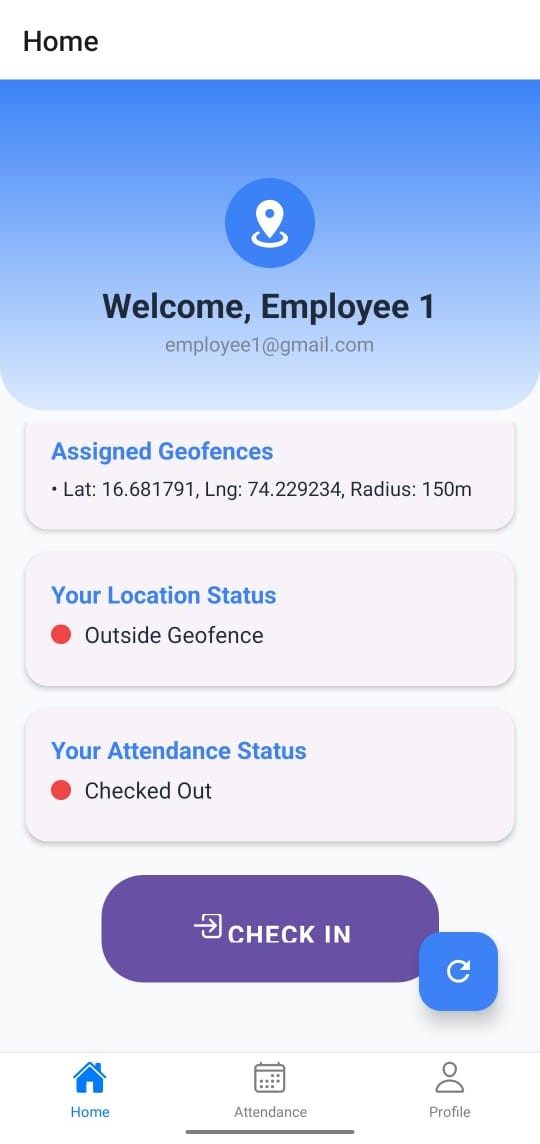 Home
Welcome, Employee 1
employee1@gmail.com
Assigned Geofences
• Lat: 16.681791, Lng: 74.229234, Radius: 150m
Your Location Status
Outside Geofence
Your Attendance Status
Checked Out
CHECK IN
Home
Attendance
Profile